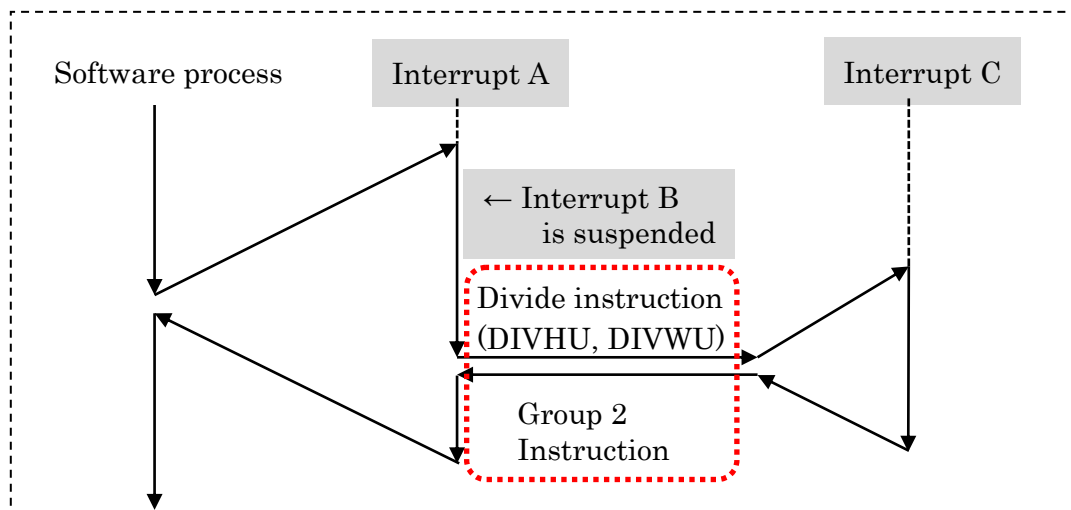 Software process
Interrupt A
Interrupt C
← Interrupt B
is suspended
Divide instruction
(DIVHU, DIVWU)
Group 2
Instruction